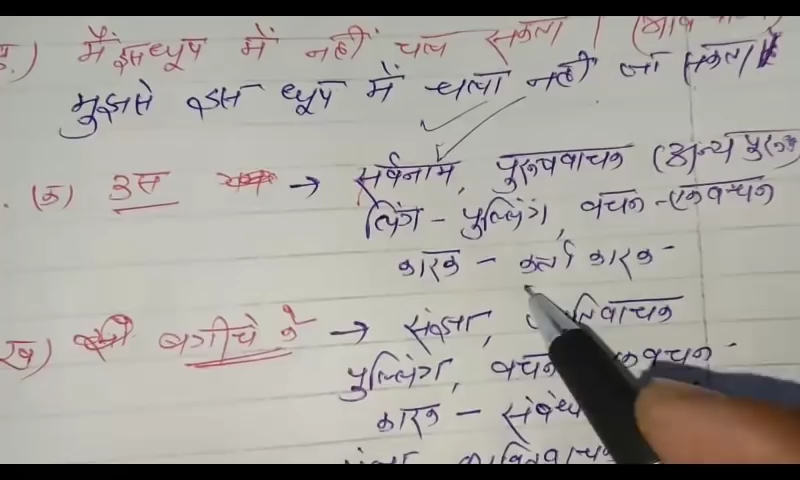 मैं इस धूप में नहीं चल सकता । (भाव
मुझसे इस धूप में चला नहीं जा सकता।
(क) उस → सर्वनाम, पुरुषवाचक (अन्य पुरुष
लिंग - पुल्लिंग, वचन - एकवचन
कारक - कर्ता कारक -
ख) बगीचे के → संज्ञा, वाचक
पुल्लिंग, वचन
कारक - संबंध